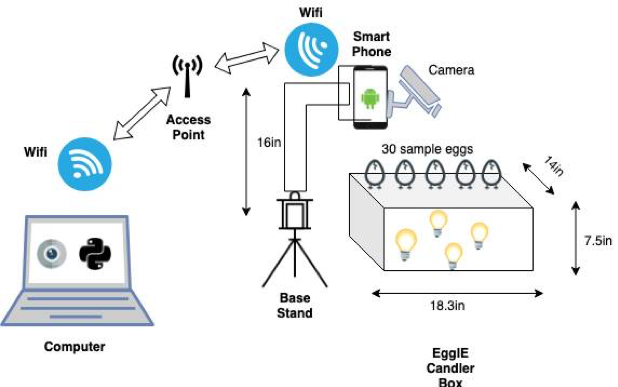 Wifi
Smart
Phone
Camera
Access
Point
Wifi
16in
30 sample eggs
14in
7.5in
18.3in
Base
Stand
Computer
EggIE
Candler
Box